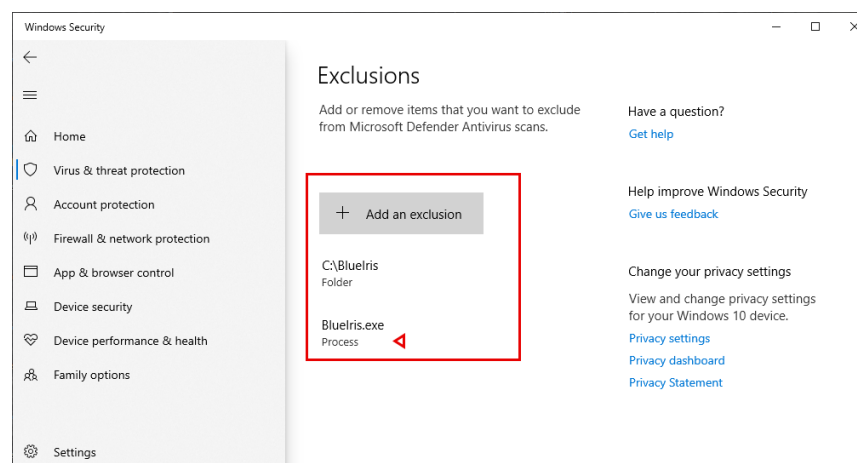 Windows Security
Home
Virus & threat protection
Account protection
Firewall & network protection
App & browser control
Device security
Device performance & health
Family options
Settings
Exclusions
Add or remove items that you want to exclude
from Microsoft Defender Antivirus scans.
Add an exclusion
C:\BlueIris
Folder
BlueIris.exe
Process
Have a question?
Get help
Help improve Windows Security
Give us feedback
Change your privacy settings
View and change privacy settings
for your Windows 10 device.
Privacy settings
Privacy dashboard
Privacy Statement